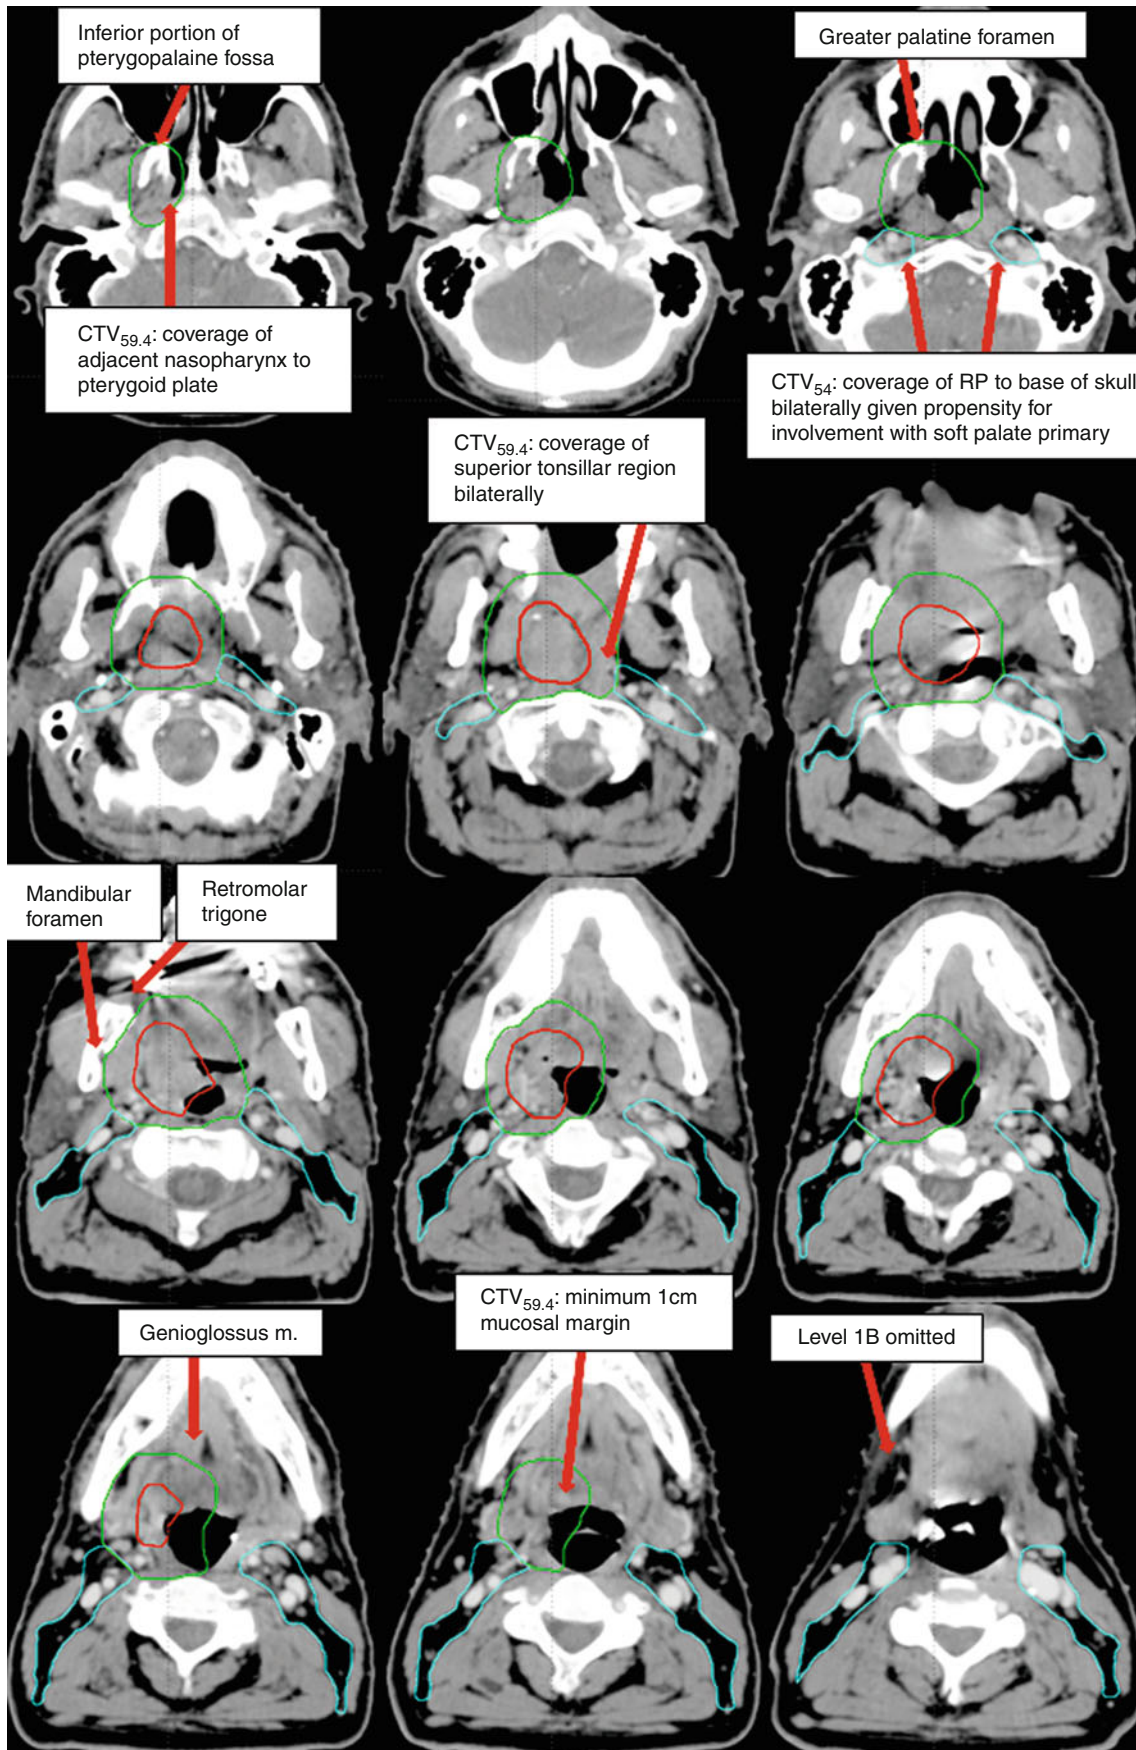 Inferior portion of
pterygopalaine fossa
Greater palatine foramen
CTV59.4: coverage of
adjacent nasopharynx to
pterygoid plate
CTV54: coverage of RP to base of skull
bilaterally given propensity for
involvement with soft palate primary
CTV59.4: coverage of
superior tonsillar region
bilaterally
Mandibular
foramen
Retromolar
trigone
Genioglossus m.
CTV59.4: minimum 1cm
mucosal margin
Level 1B omitted